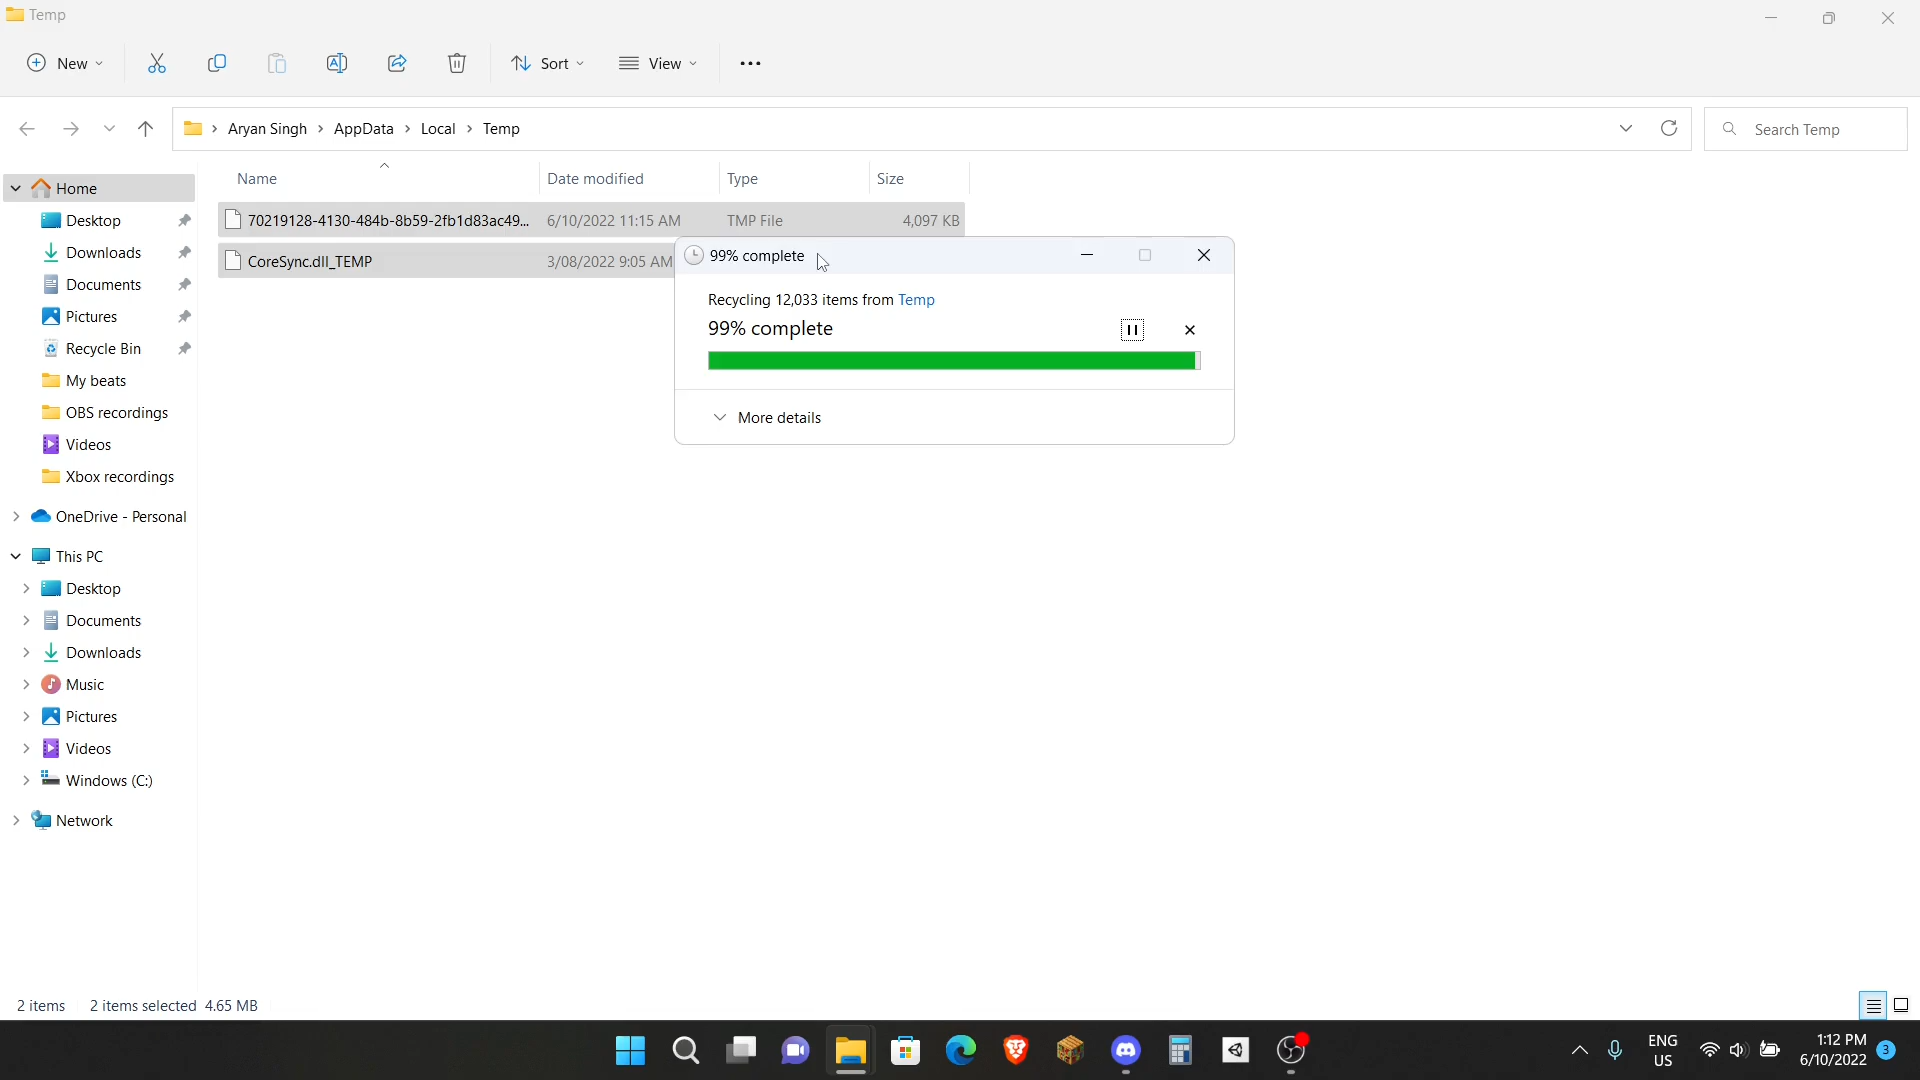 Temp
New
Sort
View
Aryan Singh > AppData > Local > Temp
Search Temp
Name Date modified Type Size
70219128-4130-484b-8b59-2fb1d83ac49... 6/10/2022 11:15 AM TMP File 4,097 KB
CoreSync.dll_TEMP 3/08/2022 9:05 AM
99% complete
Recycling 12,033 items from Temp
99% complete
More details
Home
Desktop
Downloads
Documents
Pictures
Recycle Bin
My beats
OBS recordings
Videos
Xbox recordings
OneDrive - Personal
This PC
Desktop
Documents
Downloads
Music
Pictures
Videos
Windows (C:)
Network
2 items 2 items selected 4.65 MB
ENG
US
1:12 PM
6/10/2022
3